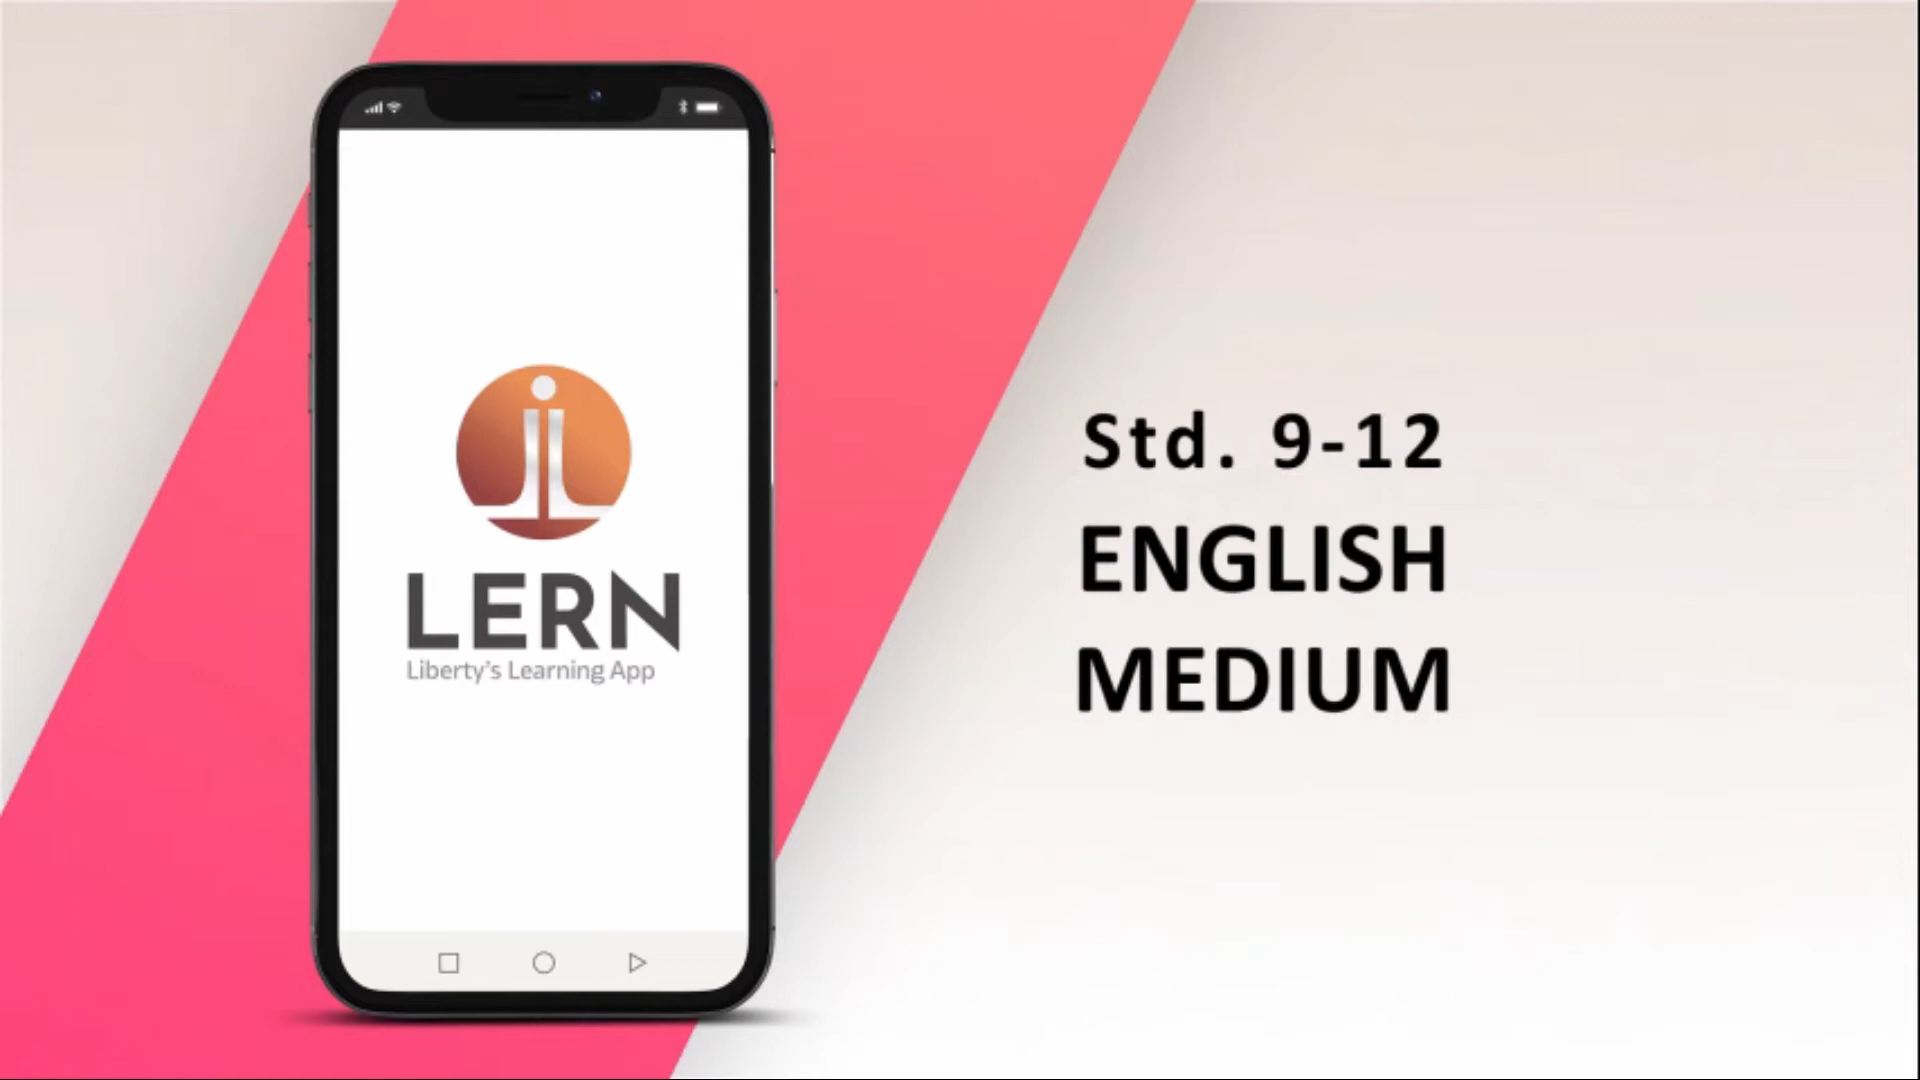 LERN
Liberty's Learning App
Std. 9-12
ENGLISH
MEDIUM